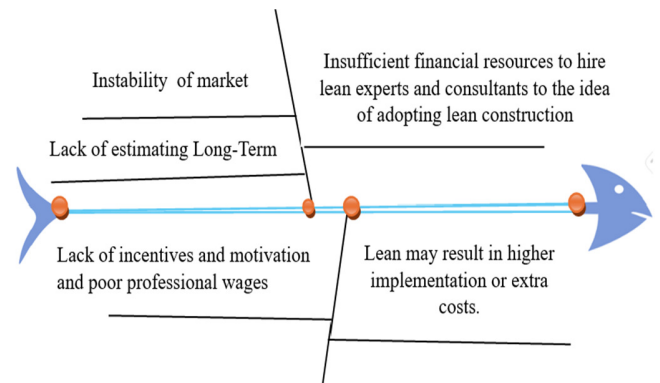 Instability of market
Lack of estimating Long-Term
Insufficient financial resources to hire
lean experts and consultants to the idea
of adopting lean construction
Lack of incentives and motivation
and poor professional wages
Lean may result in higher
implementation or extra
costs.